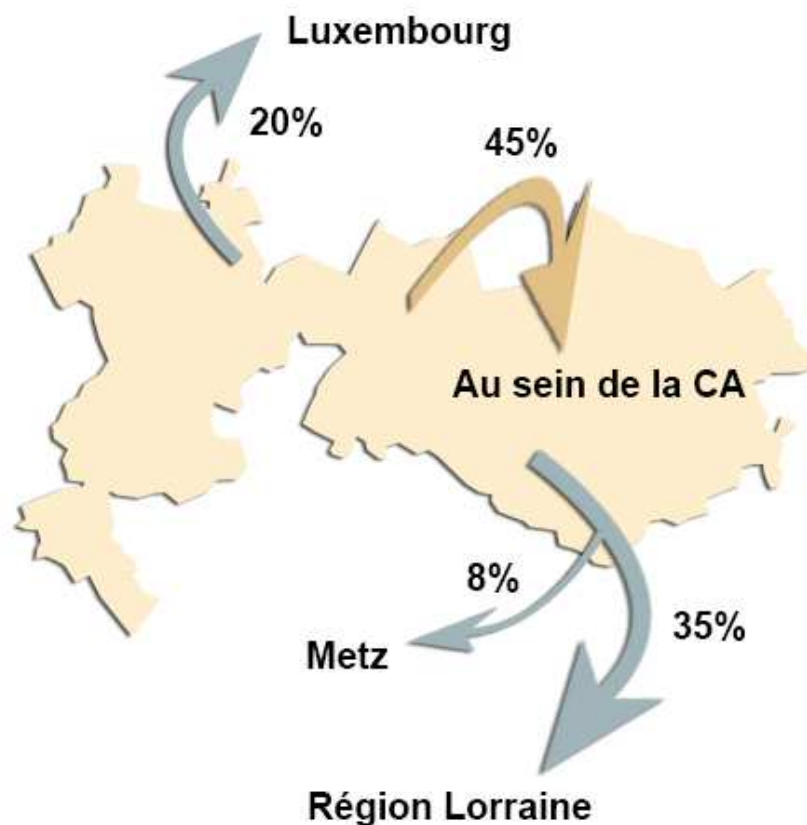 Luxembourg
20%
45%
Au sein de la CA
8%
35%
Metz
Région Lorraine